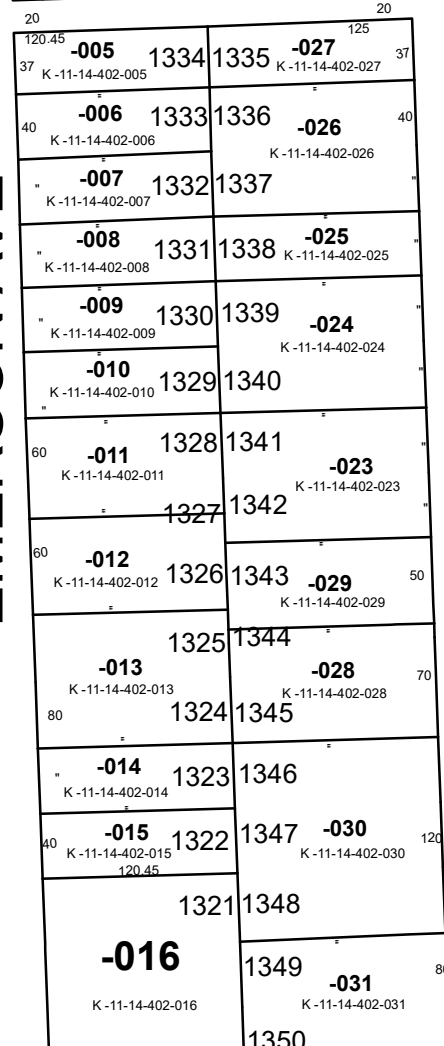 20 20
120.45 -005 1334 1335 -027 125
37 K -11-14-402-005 K -11-14-402-027 37
" "
-006 1333 1336 -026 40
40 K -11-14-402-006 K -11-14-402-026
"
-007 1332 1337 "
" K -11-14-402-007
" "
-008 1331 1338 -025 "
" K -11-14-402-008 K -11-14-402-025
" "
-009 1330 1339 -024 "
" K -11-14-402-009 K -11-14-402-024
"
-010 1329 1340 "
K -11-14-402-010
"
" "
60 -011 1328 1341 -023 "
K -11-14-402-011 K -11-14-402-023
" 1327 1342 "
"
60 -012 1326 1343 -029 50
K -11-14-402-012 K -11-14-402-029
"
1325 1344
-013 -028 70
K -11-14-402-013 K -11-14-402-028
80 1324 1345
" "
" -014 1323 1346
K -11-14-402-014
"
40 -015 1322 1347 -030 120
K -11-14-402-015 K -11-14-402-030
120.45
1321 1348
"
-016 1349 -031
K -11-14-402-016 K -11-14-402-031
1350